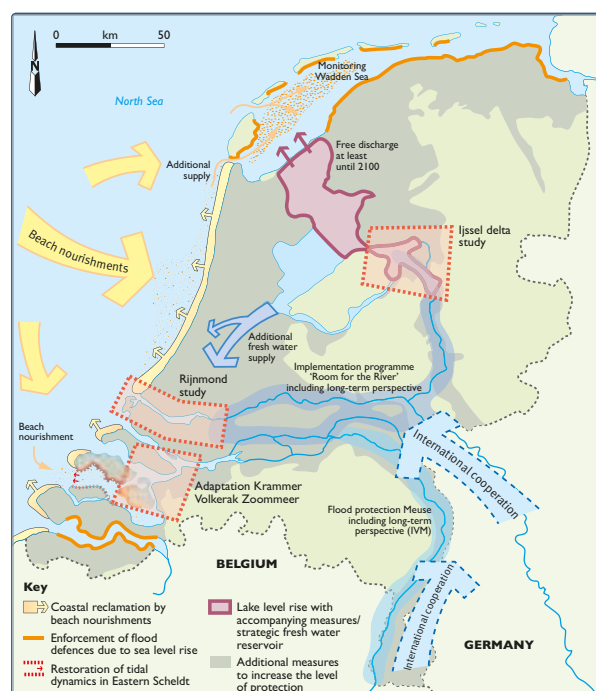 0 km 50
N
North Sea
Monitoring
Wadden Sea
Additional
supply
Free discharge
at least
until 2100
Ijssel delta
study
Beach nourishments
Additional
fresh water
supply
Rijnmond
study
Implementation programme
'Room for the River'
including long-term perspective
Beach
nourishment
International cooperation
Adaptation Krammer
Volkerak Zoommeer
Flood protection Meuse
including long-term
perspective (IVM)
BELGIUM
International cooperation
GERMANY
Key
Coastal reclamation by
beach nourishments
Enforcement of flood
defences due to sea level rise
Restoration of tidal
dynamics in Eastern Scheldt
Lake level rise with
accompanying measures/
strategic fresh water
reservoir
Additional measures
to increase the level
of protection